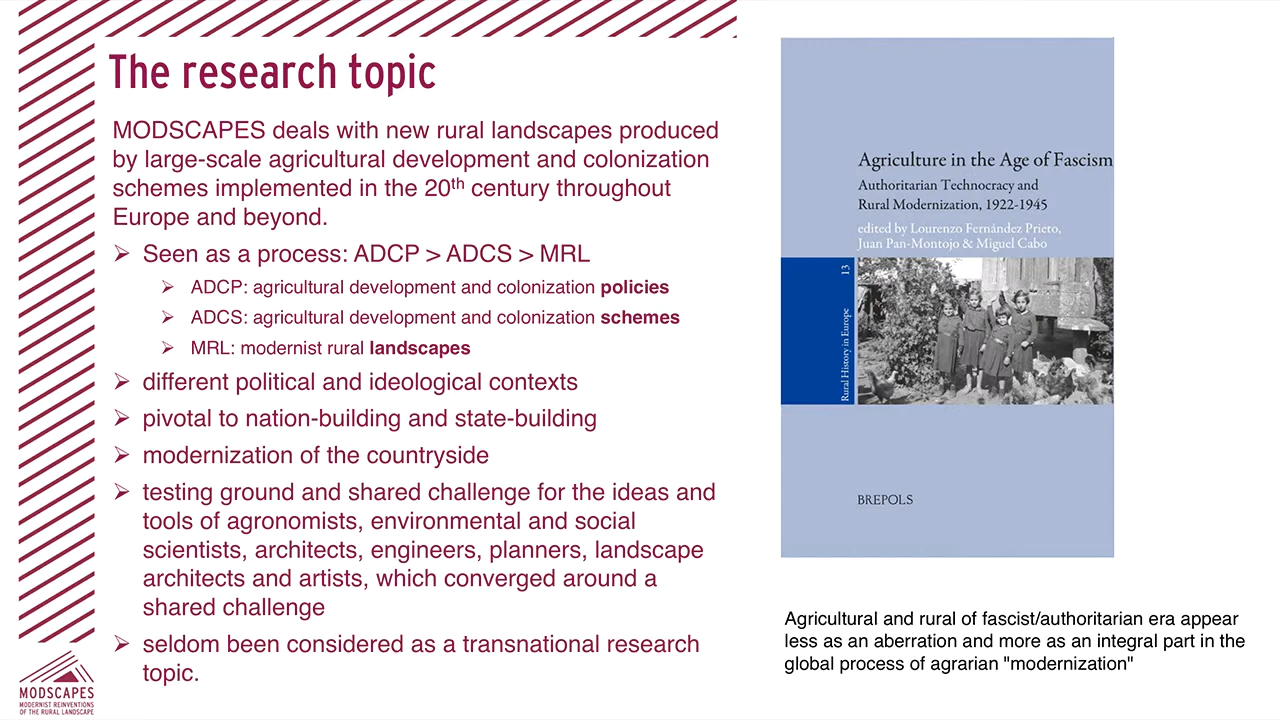 The research topic
MODSCAPES deals with new rural landscapes produced
by large-scale agricultural development and colonization
schemes implemented in the 20th century throughout
Europe and beyond.
➢ Seen as a process: ADCP > ADCS > MRL
➢ ADCP: agricultural development and colonization policies
➢ ADCS: agricultural development and colonization schemes
➢ MRL: modernist rural landscapes
➢ different political and ideological contexts
➢ pivotal to nation-building and state-building
➢ modernization of the countryside
➢ testing ground and shared challenge for the ideas and
tools of agronomists, environmental and social
scientists, architects, engineers, planners, landscape
architects and artists, which converged around a
shared challenge
➢ seldom been considered as a transnational research
topic.
MODSCAPES
MODERNIST REINVENTIONS
OF THE RURAL LANDSCAPE
Agriculture in the Age of Fascism
Authoritarian Technocracy and
Rural Modernization, 1922-1945
edited by Lourenzo Fernández Prieto,
Juan Pan-Montojo & Miguel Cabo
13
Rural History in Europe
BREPOLS
Agricultural and rural of fascist/authoritarian era appear
less as an aberration and more as an integral part in the
global process of agrarian "modernization"